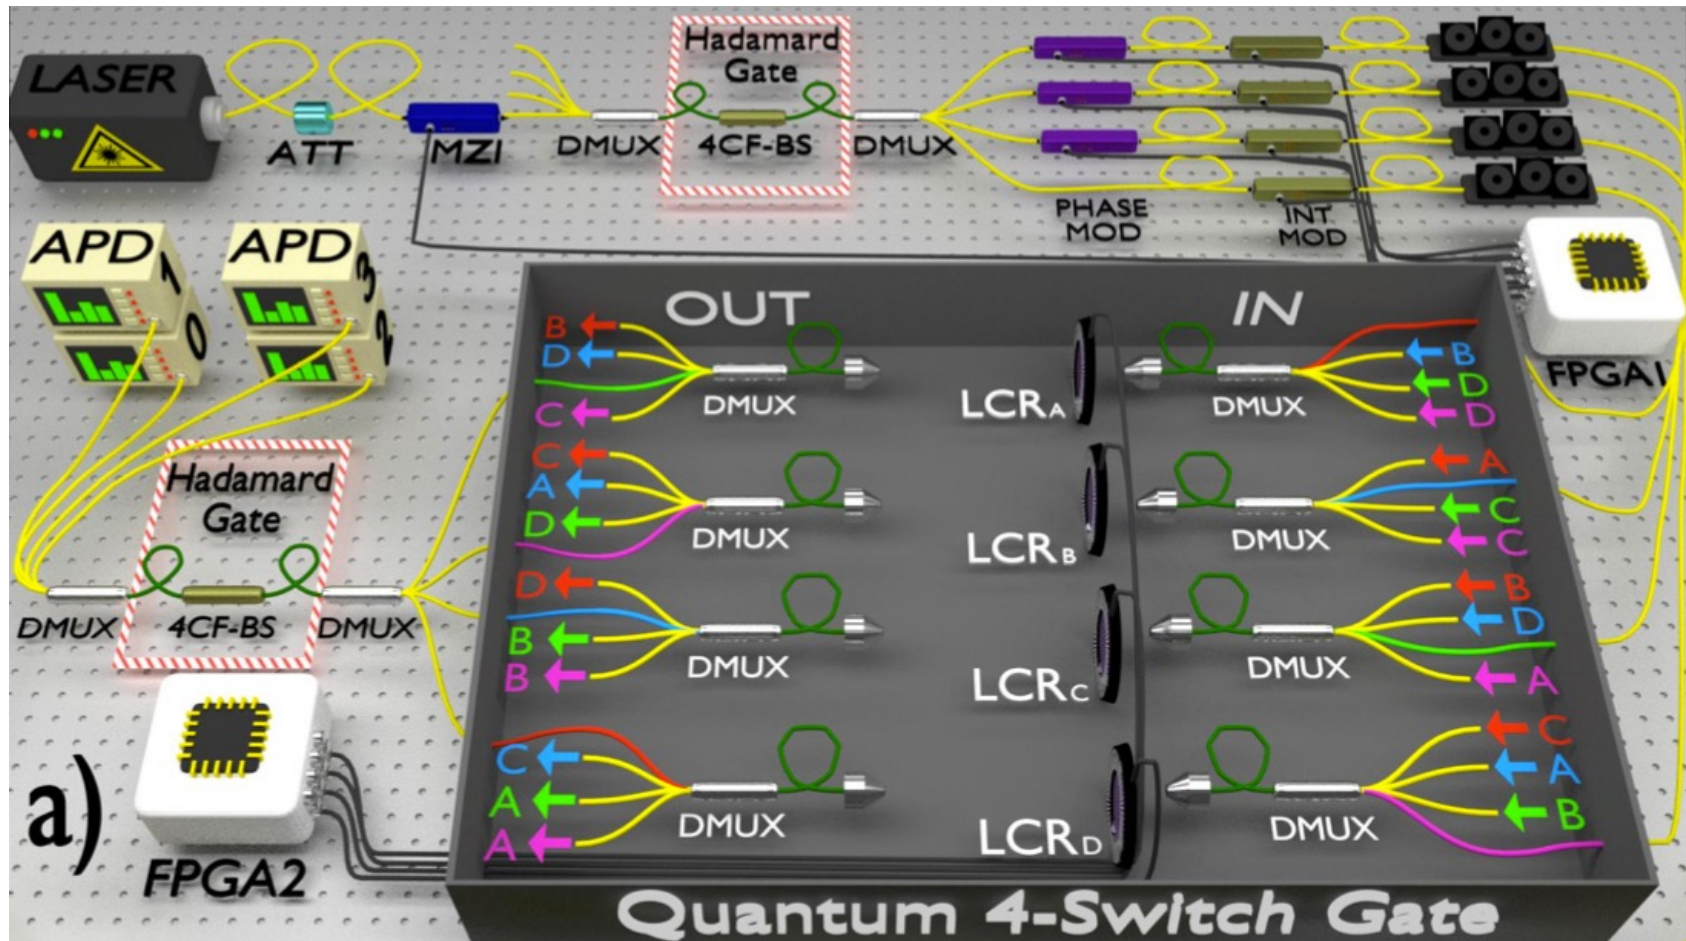 LASER
ATT
MZI
DMUX
Hadamard
Gate
4CF-BS
DMUX
PHASE
MOD
INT
MOD
FPGA1
APD
1
0
APD
3
2
Hadamard
Gate
DMUX
4CF-BS
DMUX
FPGA2
a)
OUT
IN
B
D
C
DMUX
LCRA
DMUX
B
D
D
C
A
D
DMUX
LCRB
DMUX
A
C
C
D
B
B
DMUX
LCRC
DMUX
B
D
A
C
A
A
DMUX
LCRD
DMUX
C
A
B
Quantum 4-Switch Gate